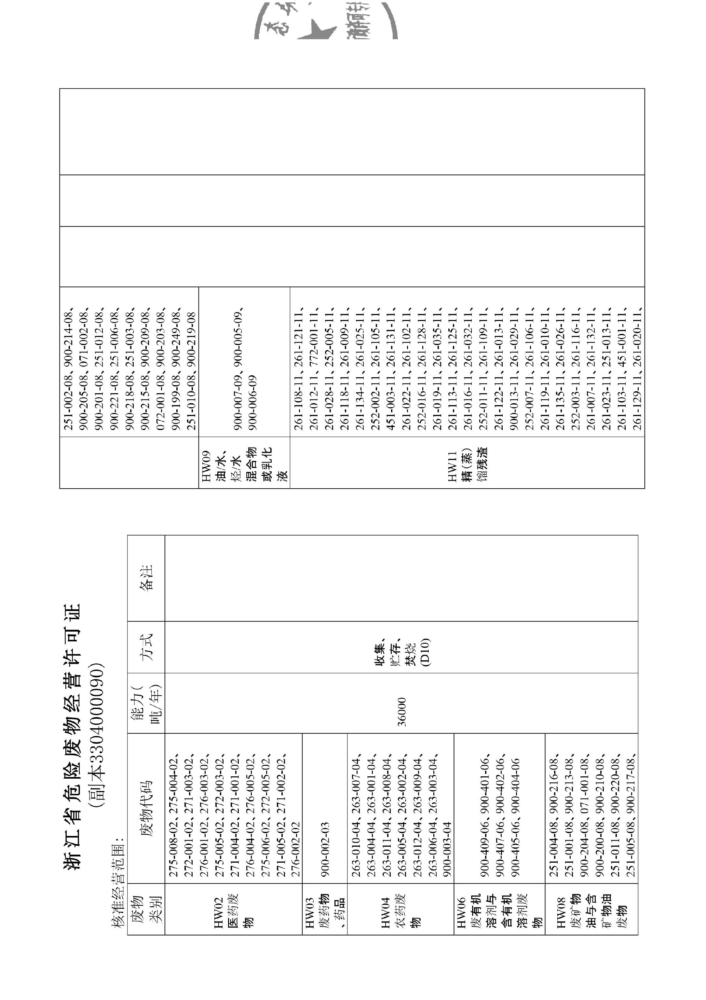 浙江省危险废物经营许可证
（副本3304000090）
核准经营范围：
废物
类别
废物代码
能力（
吨/年）
方式
备注
HW02
医药废
物
275-008-02、275-004-02、
272-001-02、271-003-02、
276-001-02、276-003-02、
275-005-02、272-003-02、
271-004-02、271-001-02、
276-004-02、276-005-02、
275-006-02、272-005-02、
271-005-02、271-002-02、
276-002-02
HW03
废药物
、药品
900-002-03
HW04
农药废
物
263-010-04、263-007-04、
263-004-04、263-001-04、
263-011-04、263-008-04、
263-005-04、263-002-04、
263-012-04、263-009-04、
263-006-04、263-003-04、
900-003-04
HW06
废有机
溶剂与
含有机
溶剂废
物
900-409-06、900-401-06、
900-407-06、900-402-06、
900-405-06、900-404-06
HW08
废矿物
油与含
矿物油
废物
251-004-08、900-216-08、
251-001-08、900-213-08、
900-204-08、071-001-08、
900-200-08、900-210-08、
251-011-08、900-220-08、
251-005-08、900-217-08、
36000
收集、
贮存、
焚烧
(D10)
251-002-08、900-214-08、
900-205-08、071-002-08、
900-201-08、251-012-08、
900-221-08、251-006-08、
900-218-08、251-003-08、
900-215-08、900-209-08、
072-001-08、900-203-08、
900-199-08、900-249-08、
251-010-08、900-219-08
HW09
油/水、
烃/水
混合物
或乳化
液
900-007-09、900-005-09、
900-006-09
HW11
精（蒸）
馏残渣
261-108-11、261-121-11、
261-012-11、772-001-11、
261-028-11、252-005-11、
261-118-11、261-009-11、
261-134-11、261-025-11、
252-002-11、261-105-11、
451-003-11、261-131-11、
261-022-11、261-102-11、
252-016-11、261-128-11、
261-019-11、261-035-11、
261-113-11、261-125-11、
261-016-11、261-032-11、
252-011-11、261-109-11、
261-122-11、261-013-11、
900-013-11、261-029-11、
252-007-11、261-106-11、
261-119-11、261-010-11、
261-135-11、261-026-11、
252-003-11、261-116-11、
261-007-11、261-132-11、
261-023-11、251-013-11、
261-103-11、451-001-11、
261-129-11、261-020-11、